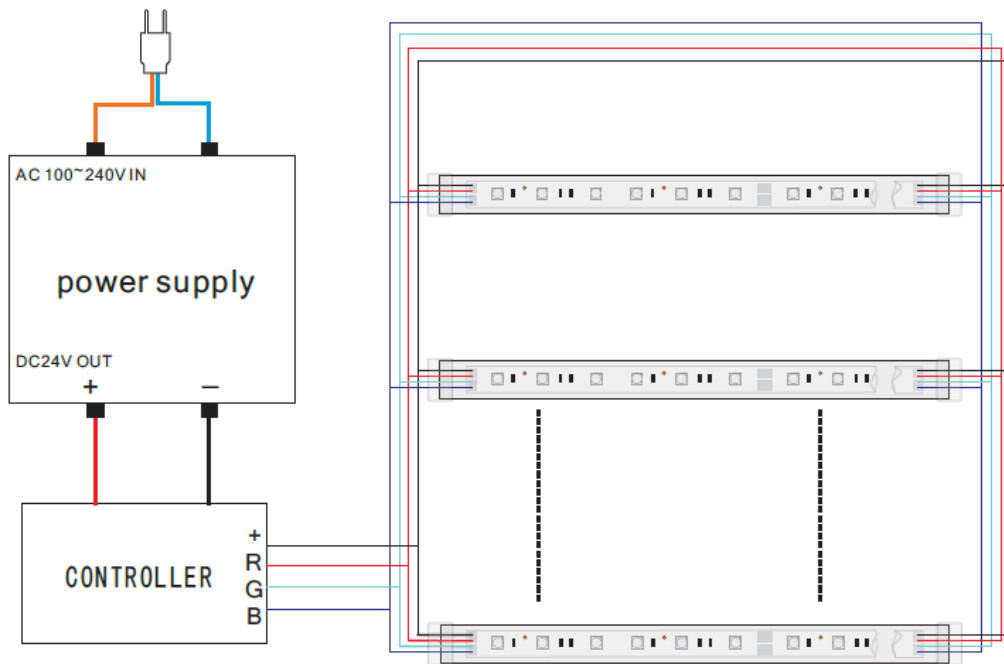 AC 100~240V IN
power supply
DC24V OUT
+ –
CONTROLLER
+
R
G
B